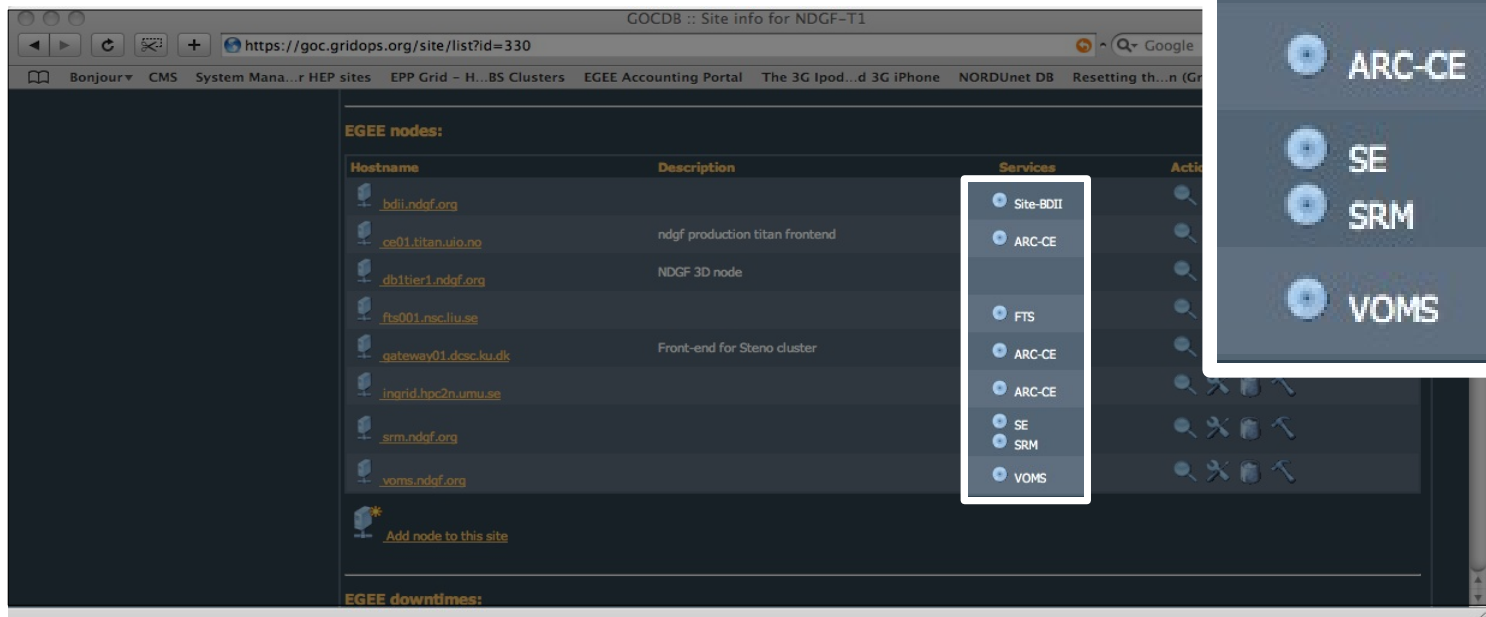 GOCDB :: Site info for NDGF-T1
https://goc.gridops.org/site/list?id=330
Google
Bonjour CMS System Mana...r HEP sites EPP Grid – H...BS Clusters EGEE Accounting Portal The 3G Ipod...d 3G iPhone NORDUnet DB Resetting th...n (Gr
EGEE nodes:
Hostname Description Services Actio
bdii.ndgf.org Site-BDII
ce01.titan.uio.no ndgf production titan frontend ARC-CE
db1tier1.ndgf.org NDGF 3D node
fts001.nsc.liu.se FTS
gateway01.dcsc.ku.dk Front-end for Steno cluster ARC-CE
ingrid.hpc2n.umu.se ARC-CE
srm.ndgf.org SE
SRM
voms.ndgf.org VOMS
Add node to this site
EGEE downtimes:
ARC-CE
SE
SRM
VOMS